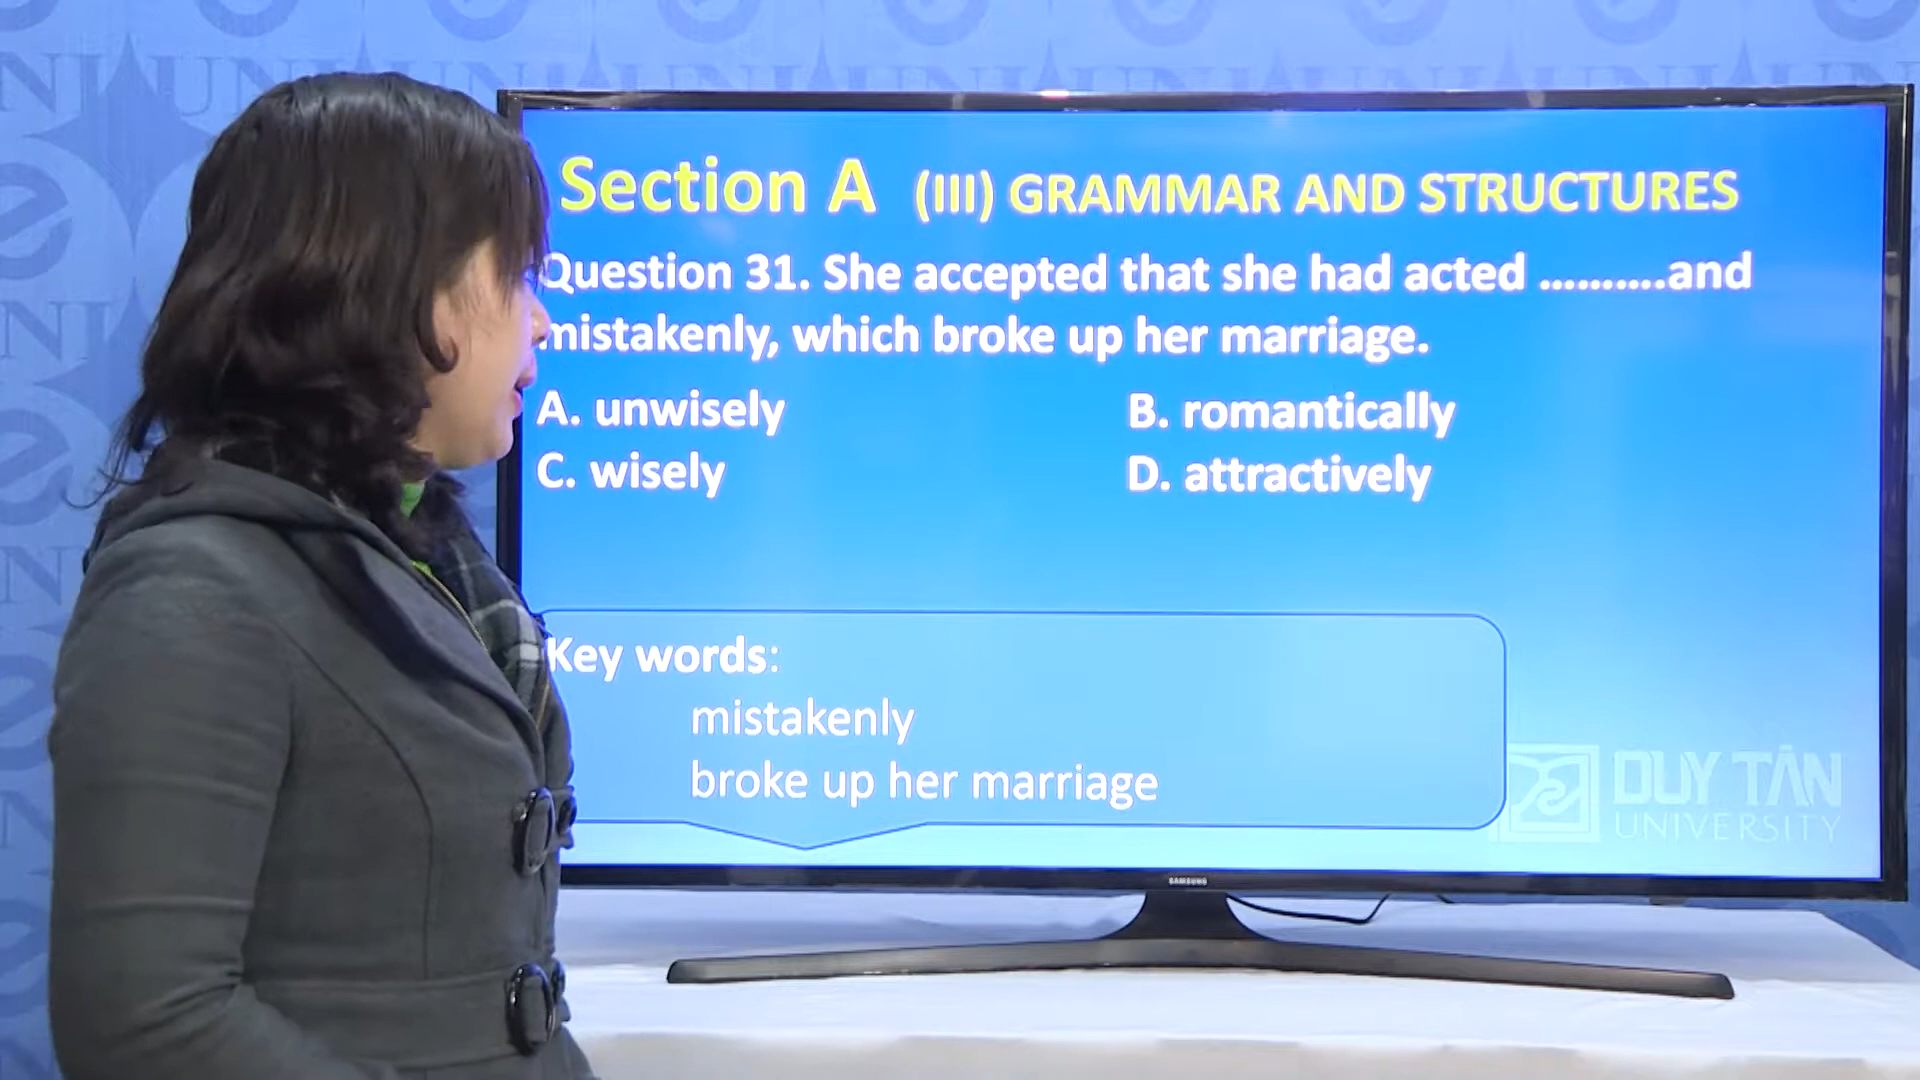 Section A (III) GRAMMAR AND STRUCTURES
Question 31. She accepted that she had acted ...........and
mistakenly, which broke up her marriage.
A. unwisely B. romantically
C. wisely D. attractively
Key words:
mistakenly
broke up her marriage
DUY TÂN
UNIVERSITY
SAMSUNG